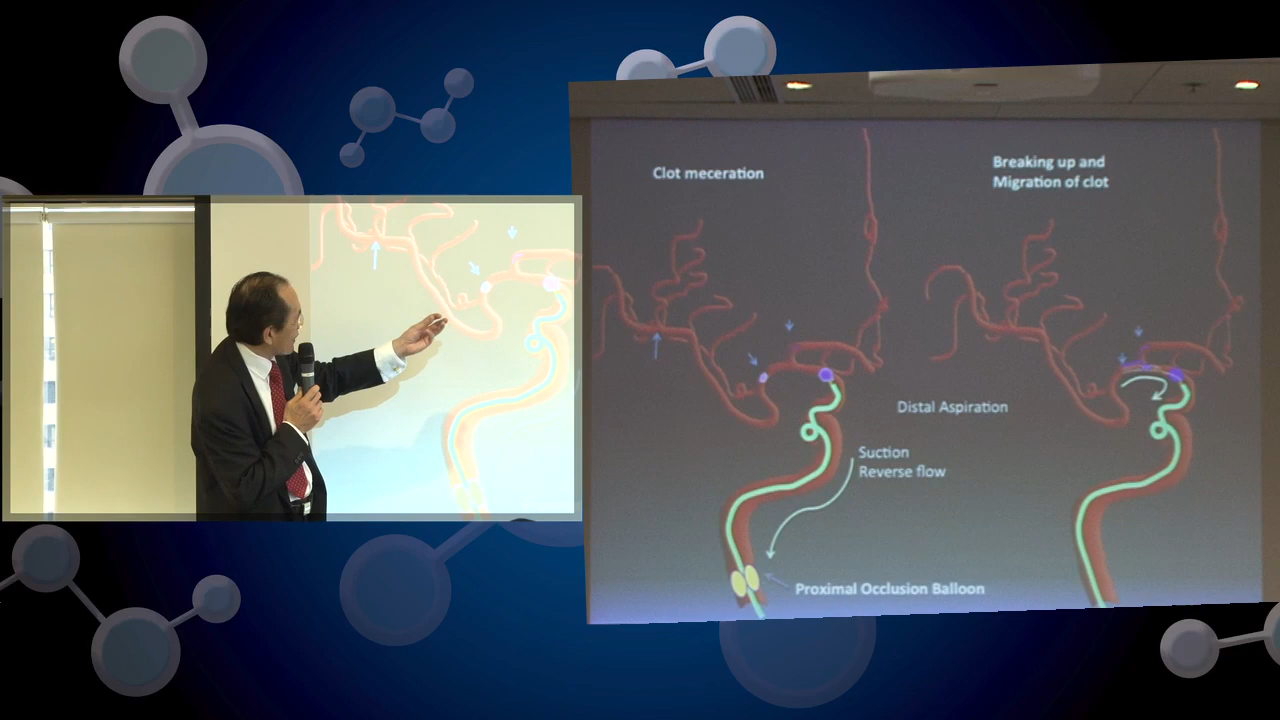 Clot meceration
Breaking up and
Migration of clot
Distal Aspiration
Suction
Reverse flow
Proximal Occlusion Balloon